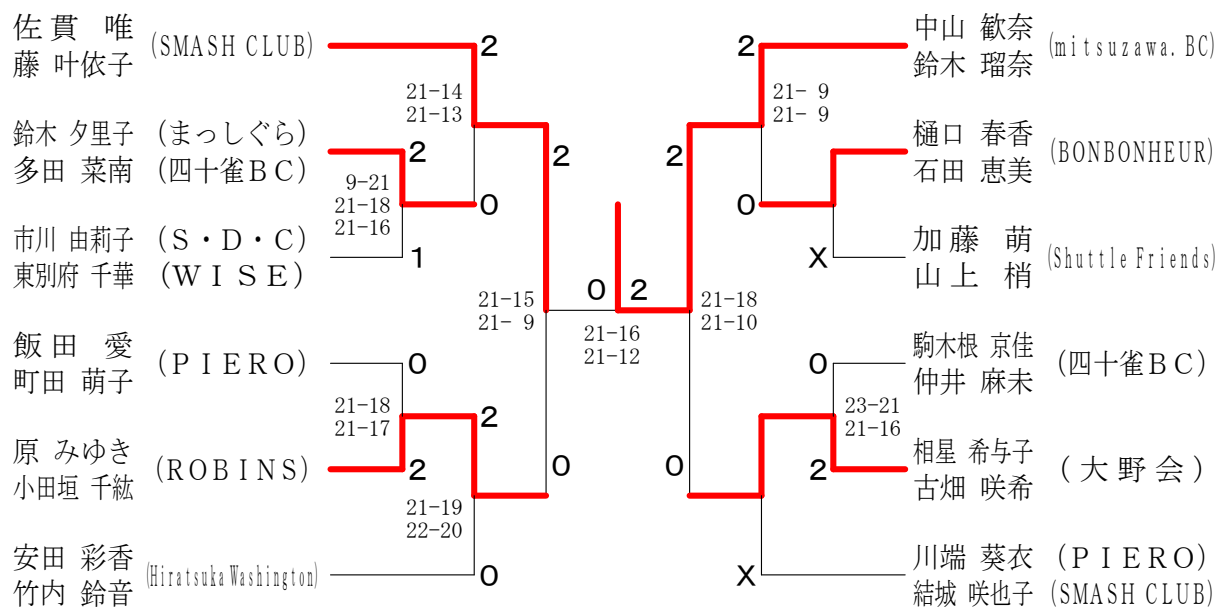 佐貫 唯
藤 叶依子
(SMASH CLUB)
2
21-14
21-13
鈴木 夕里子 (まっしぐら)
多田 菜南 (四十雀BC)
2
9-21
21-18
21-16
0
市川 由莉子 (S・D・C)
東別府 千華 (WISE)
1
2
21-15
21- 9
飯田 愛
町田 萌子
(PIERO)
0
21-18
21-17
2
原 みゆき
小田垣 千紘
(ROBINS)
2
0
21-19
22-20
安田 彩香
竹内 鈴音
(Hiratsuka Washington)
0
0 2
21-16
21-12
中山 歓奈
鈴木 瑠奈
(mitsuzawa. BC)
2
21- 9
21- 9
2
樋口 春香
石田 恵美
(BONBONHEUR)
0
加藤 萌
山上 梢
(Shuttle Friends)
X
21-18
21-10
駒木根 京佳
仲井 麻未
(四十雀BC)
0
23-21
21-16
0
相星 希与子
古畑 咲希
(大野会)
2
川端 葵衣 (PIERO)
結城 咲也子 (SMASH CLUB)
X